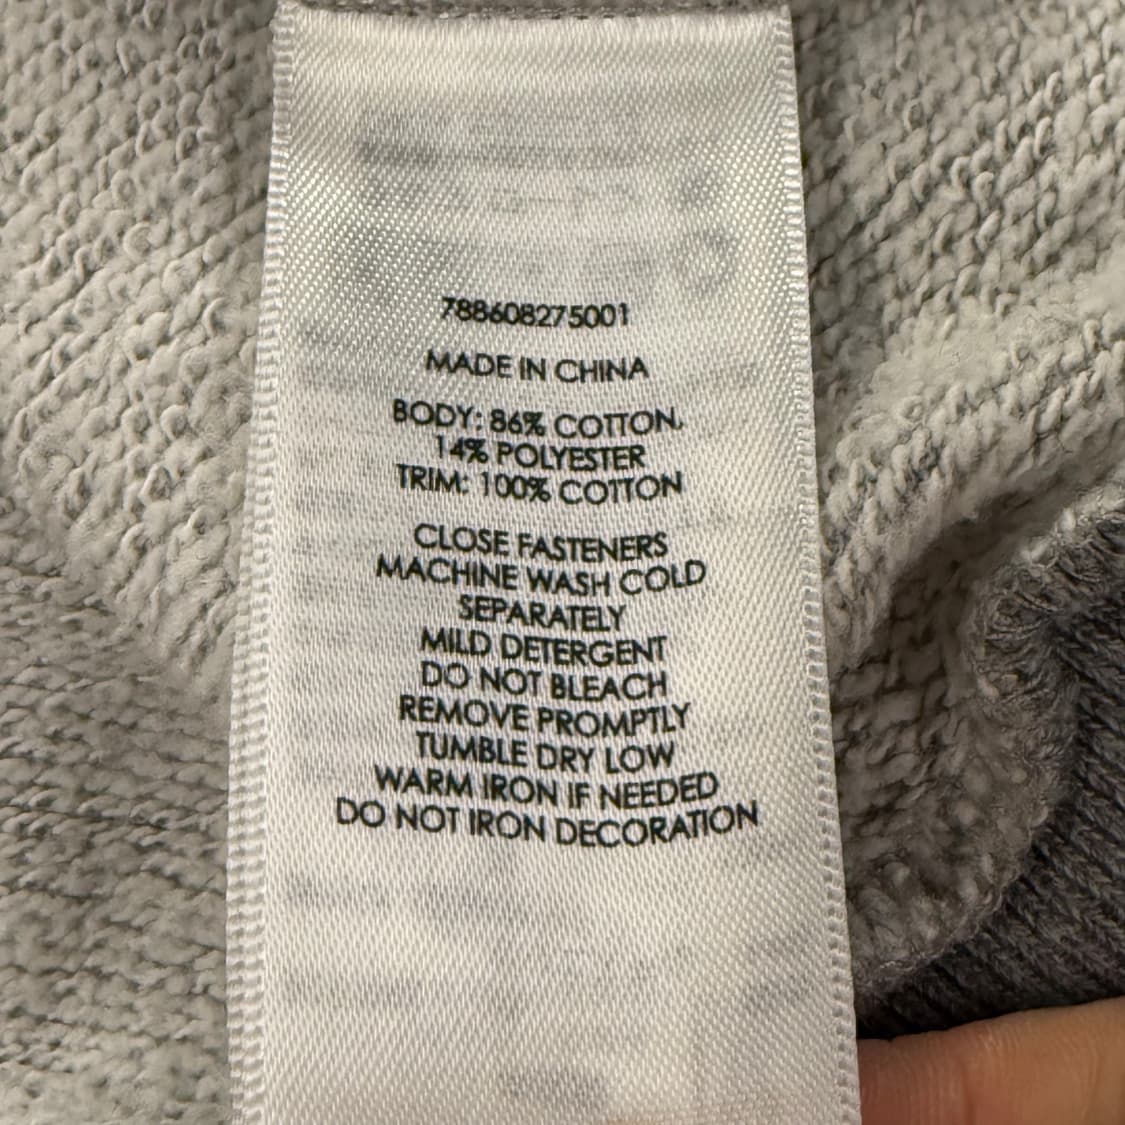 788608275001
MADE IN CHINA
BODY: 86% COTTON,
14% POLYESTER
TRIM: 100% COTTON
CLOSE FASTENERS
MACHINE WASH COLD
SEPARATELY
MILD DETERGENT
DO NOT BLEACH
REMOVE PROMPTLY
TUMBLE DRY LOW
WARM IRON IF NEEDED
DO NOT IRON DECORATION